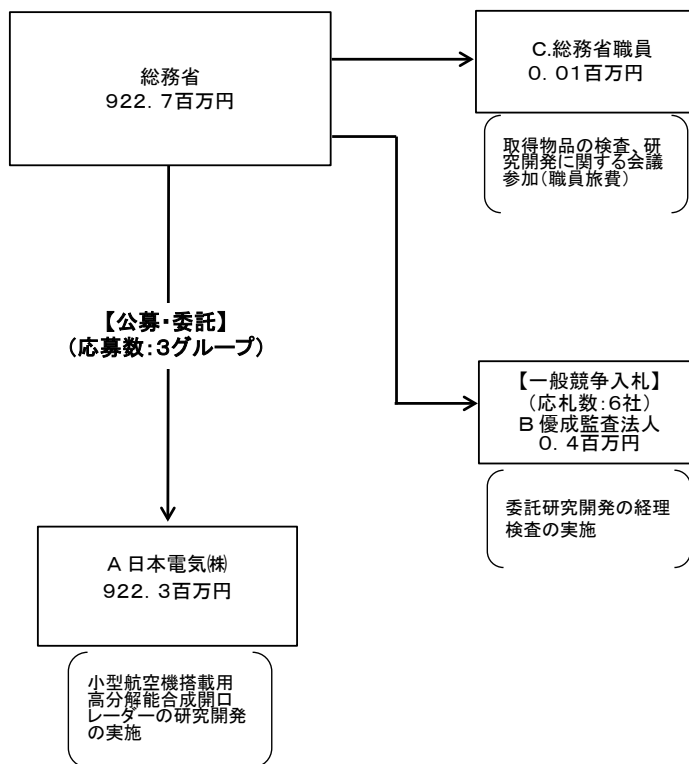 総務省
922．7百万円
C.総務省職員
0．01百万円
取得物品の検査、研
究開発に関する会議
参加（職員旅費）
【公募・委託】
（応募数：3グループ）
【一般競争入札】
（応札数：6社）
B 優成監査法人
0．4百万円
委託研究開発の経理
検査の実施
A 日本電気㈱
922．3百万円
小型航空機搭載用
高分解能合成開口
レーダーの研究開発
の実施